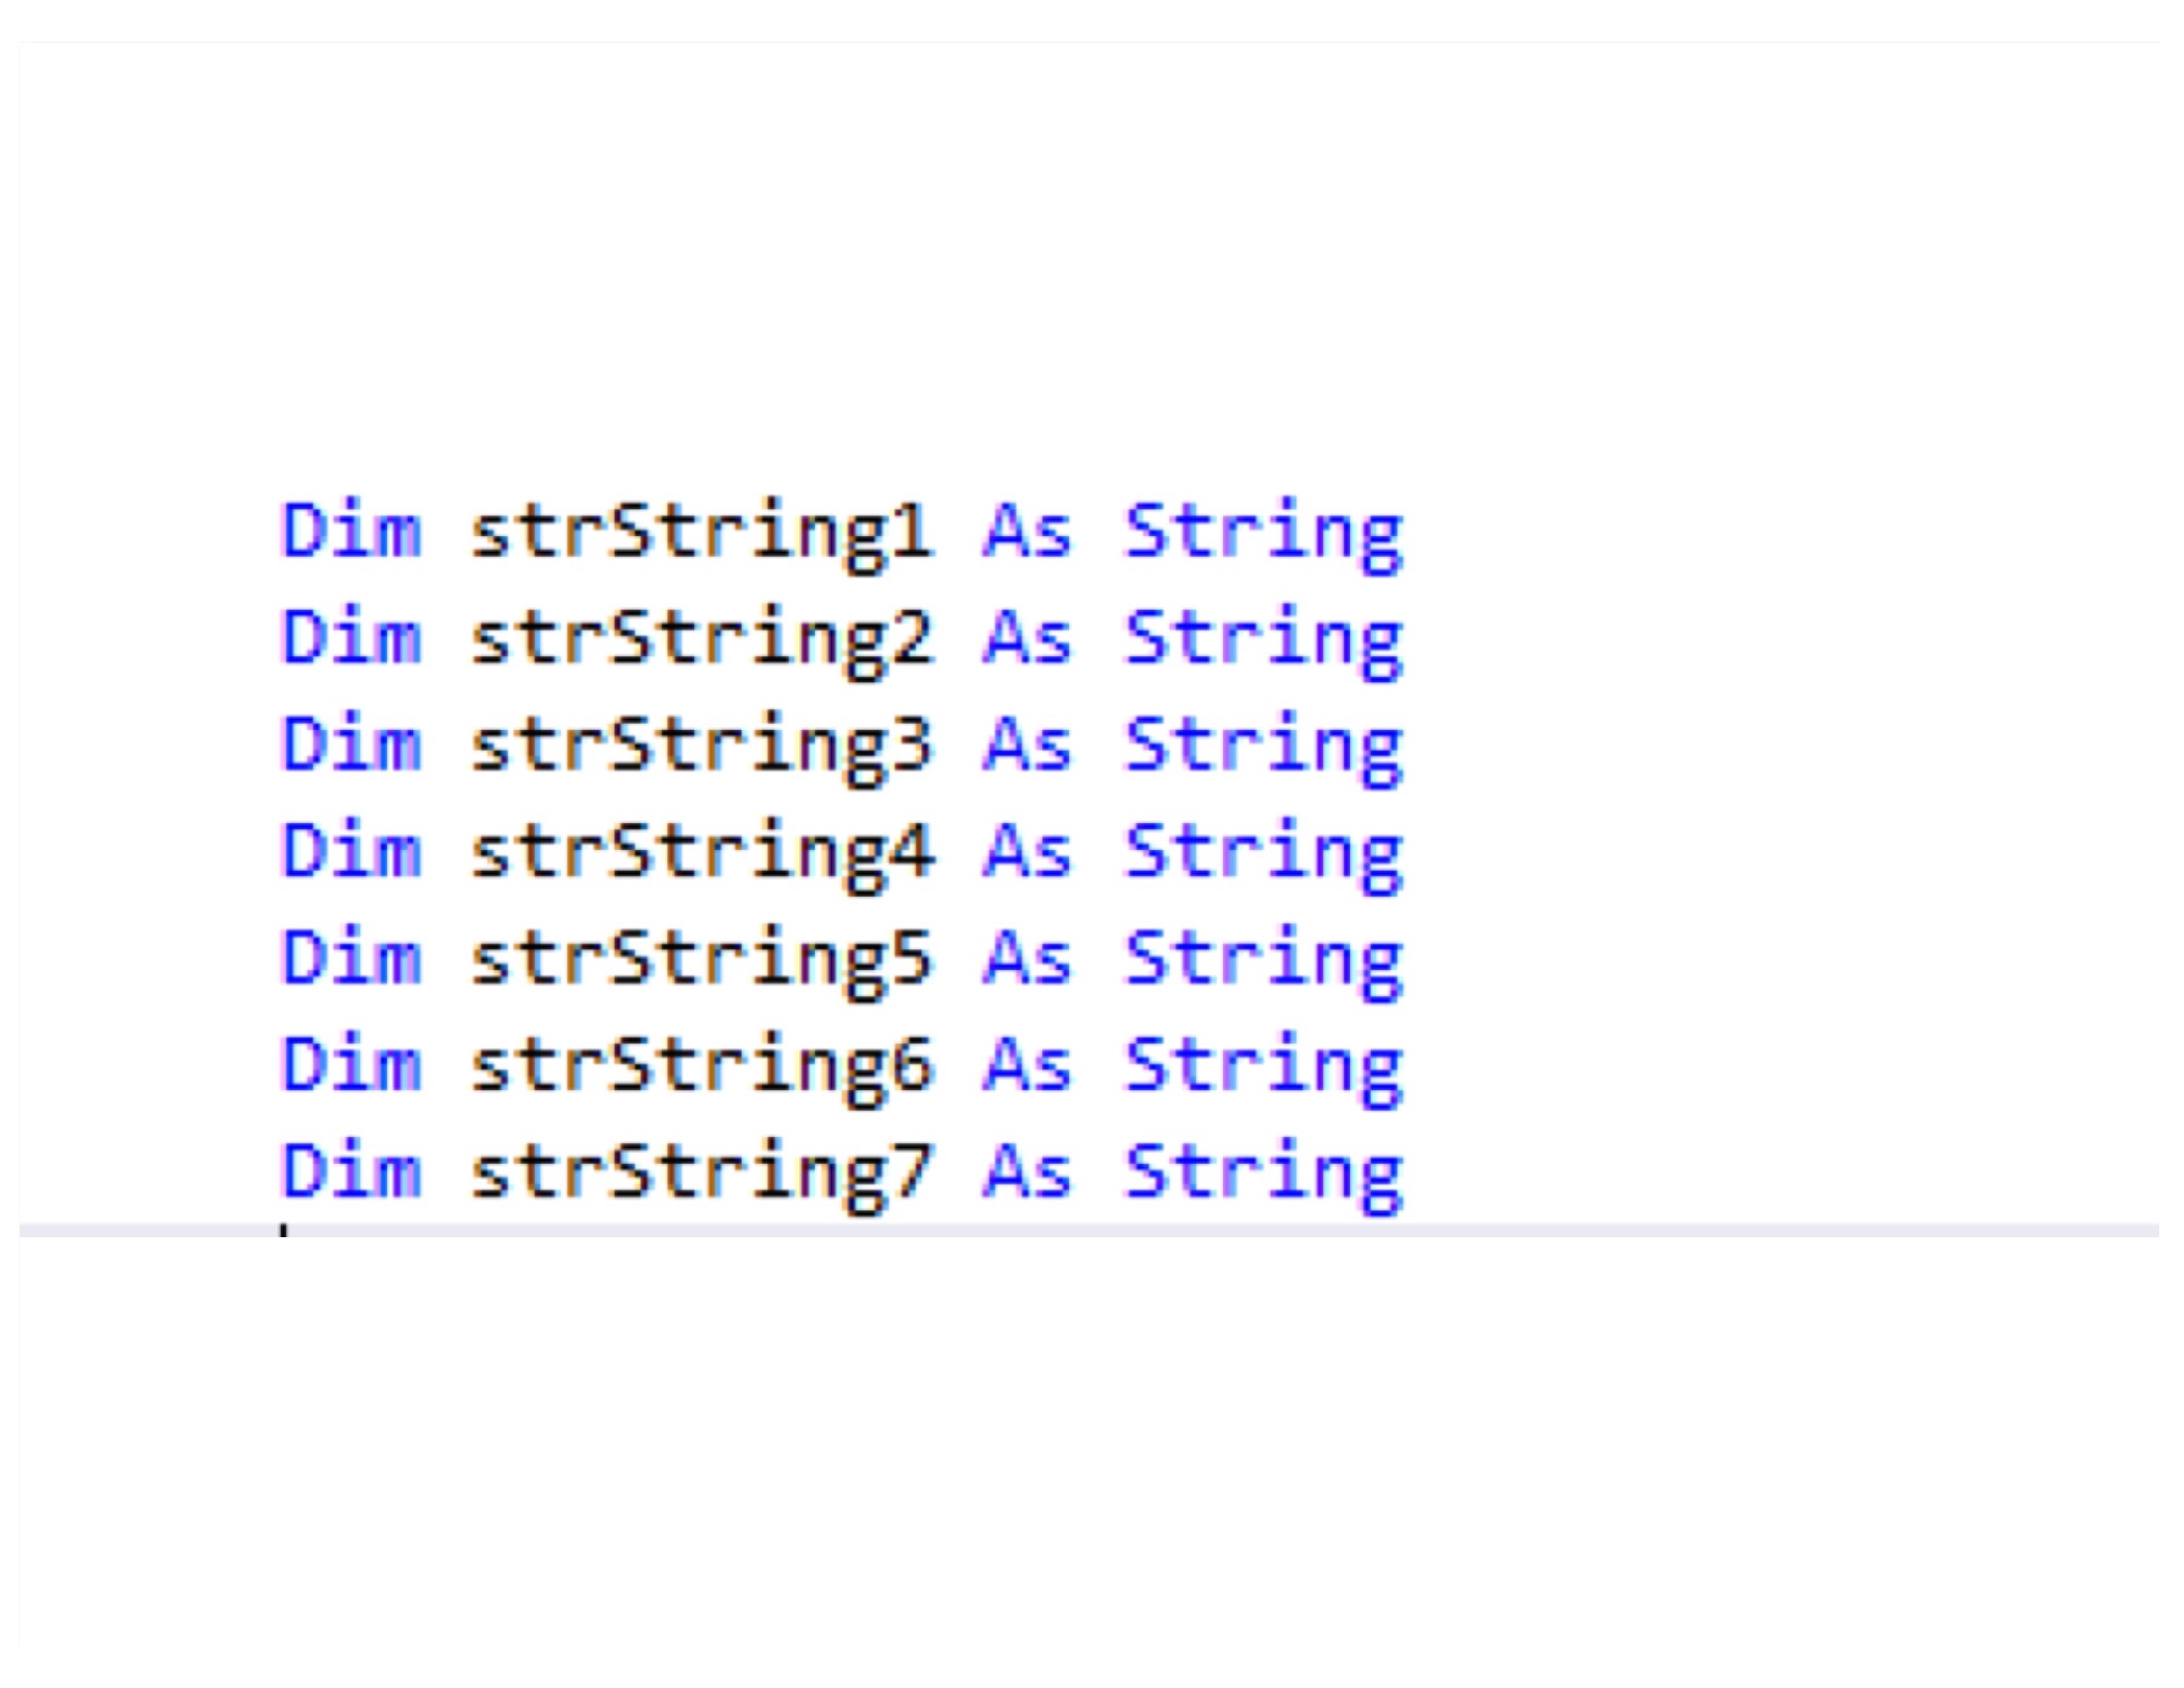 Dim strString1 As String
Dim strString2 As String
Dim strString3 As String
Dim strString4 As String
Dim strString5 As String
Dim strString6 As String
Dim strString7 As String